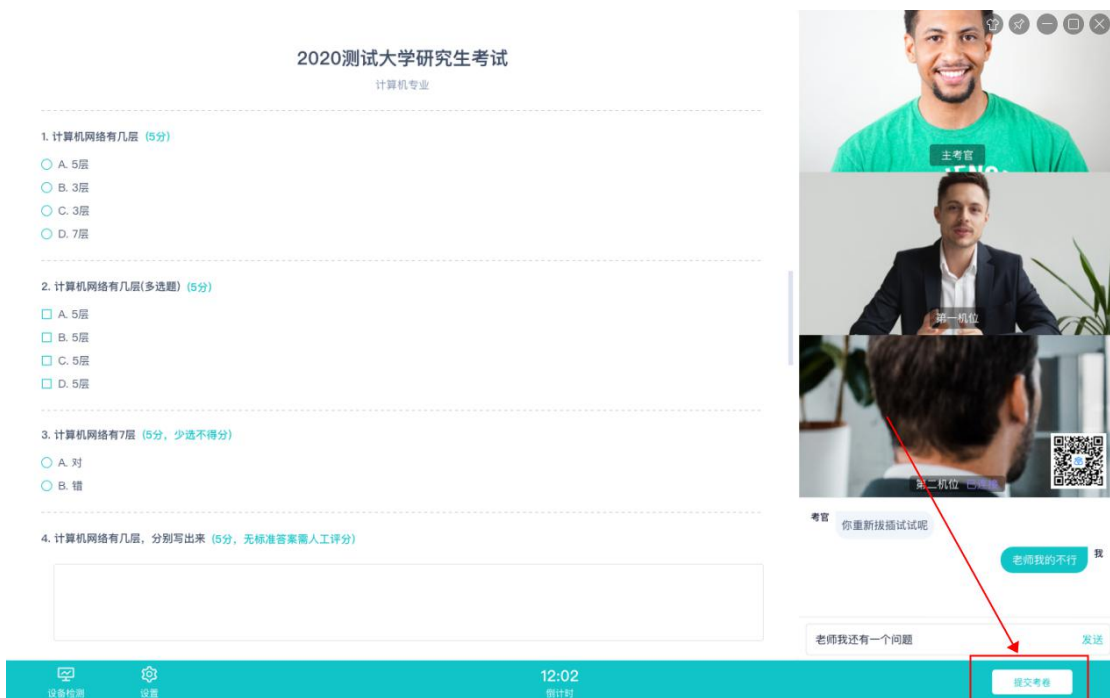 2020测试大学研究生考试
计算机专业
1. 计算机网络有几层 (5分)
A. 5层
B. 3层
C. 3层
D. 7层
2. 计算机网络有几层(多选题) (5分)
A. 5层
B. 5层
C. 5层
D. 5层
3. 计算机网络有7层 (5分，少选不得分)
A. 对
B. 错
4. 计算机网络有几层，分别写出来 (5分，无标准答案需人工评分)
主考官
第一机位
第二机位 已连接
考官 你重新拔插试试呢
老师我的不行 我
老师我还有一个问题 发送
设备检测 设置
12:02
倒计时
提交考卷